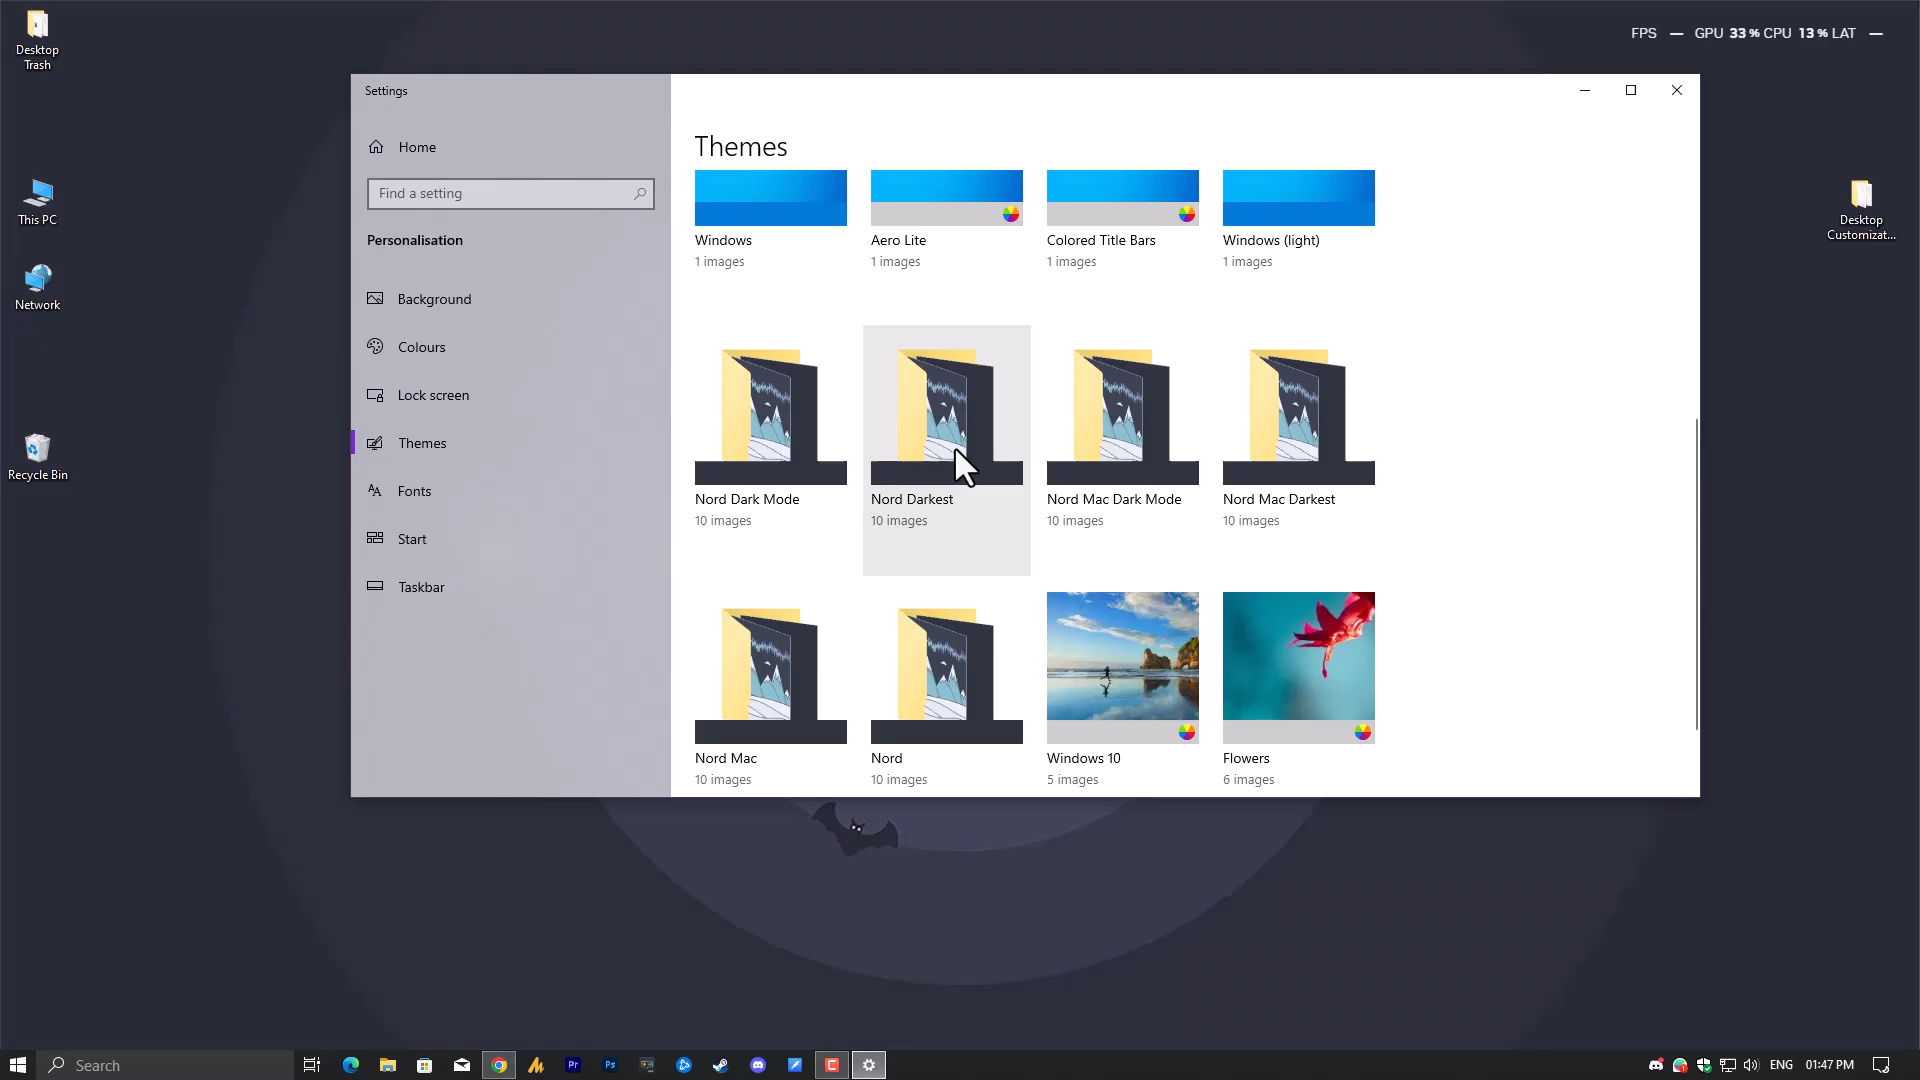 Desktop
Trash
This PC
Network
Recycle Bin
FPS — GPU 33 % CPU 13 % LAT —
Desktop
Customizat...
Settings
Home
Find a setting
Personalisation
Background
Colours
Lock screen
Themes
Fonts
Start
Taskbar
Themes
Windows
1 images
Aero Lite
1 images
Colored Title Bars
1 images
Windows (light)
1 images
Nord Dark Mode
10 images
Nord Darkest
10 images
Nord Mac Dark Mode
10 images
Nord Mac Darkest
10 images
Nord Mac
10 images
Nord
10 images
Windows 10
5 images
Flowers
6 images
Search
Pr
Ps
C
ENG
01:47 PM